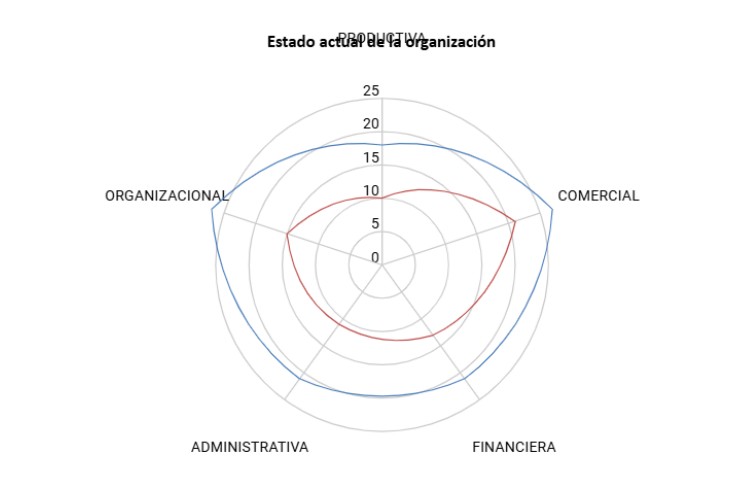 PRODUCTIVA
Estado actual de la organización
25
20
15
10
5
0
ORGANIZACIONAL
COMERCIAL
ADMINISTRATIVA
FINANCIERA